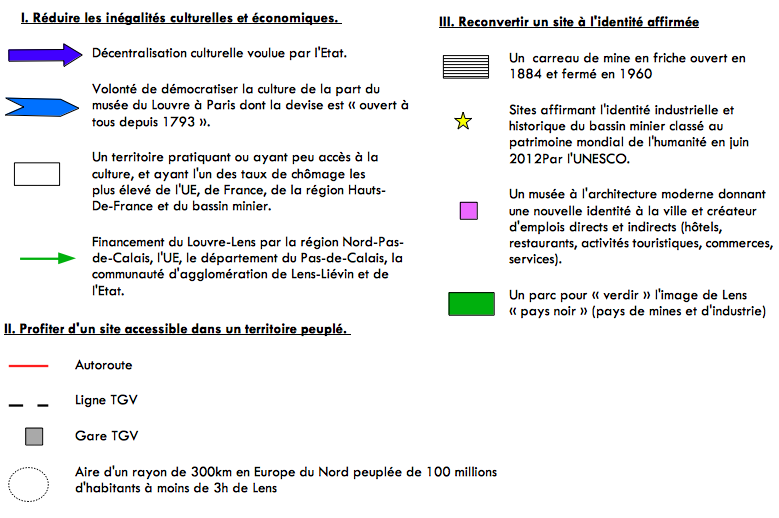 I. Réduire les inégalités culturelles et économiques.
Décentralisation culturelle voulue par l'Etat.
Volonté de démocratiser la culture de la part du
musée du Louvre à Paris dont la devise est « ouvert à
tous depuis 1793 ».
Un territoire pratiquant ou ayant peu accès à la
culture, et ayant l'un des taux de chômage les
plus élevé de l'UE, de France, de la région Hauts-
De-France et du bassin minier.
Financement du Louvre-Lens par la région Nord-Pas-
de-Calais, l'UE, le département du Pas-de-Calais, la
communauté d'agglomération de Lens-Liévin et de
l'Etat.
II. Profiter d'un site accessible dans un territoire peuplé.
Autoroute
Ligne TGV
Gare TGV
Aire d'un rayon de 300km en Europe du Nord peuplée de 100 millions
d'habitants à moins de 3h de Lens
III. Reconvertir un site à l'identité affirmée
Un carreau de mine en friche ouvert en
1884 et fermé en 1960
Sites affirmant l'identité industrielle et
historique du bassin minier classé au
patrimoine mondial de l'humanité en juin
2012Par l'UNESCO.
Un musée à l'architecture moderne donnant
une nouvelle identité à la ville et créateur
d'emplois directs et indirects (hôtels,
restaurants, activités touristiques, commerces,
services).
Un parc pour « verdir » l'image de Lens
« pays noir » (pays de mines et d'industrie)